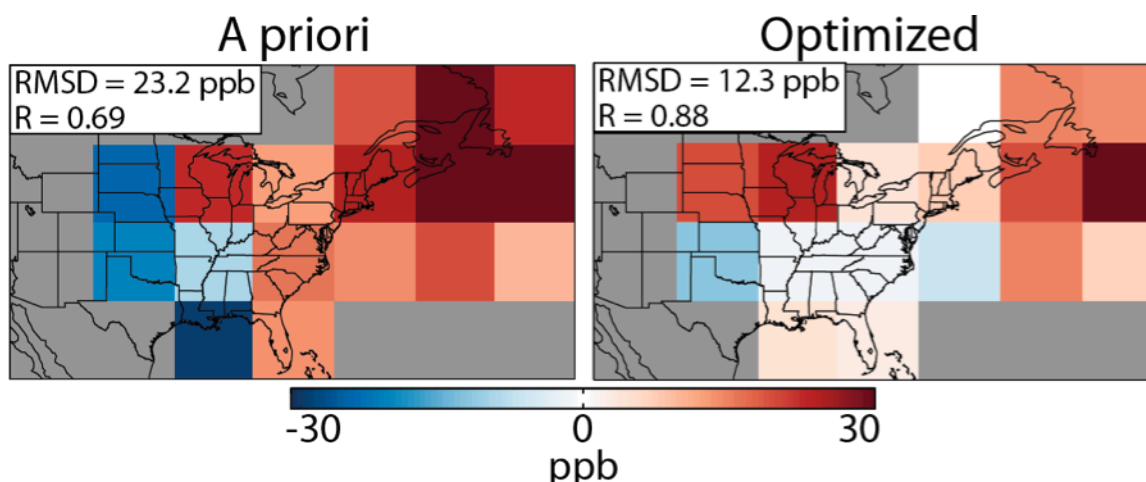 A priori
RMSD = 23.2 ppb
R = 0.69
Optimized
RMSD = 12.3 ppb
R = 0.88
-30 0 30
ppb